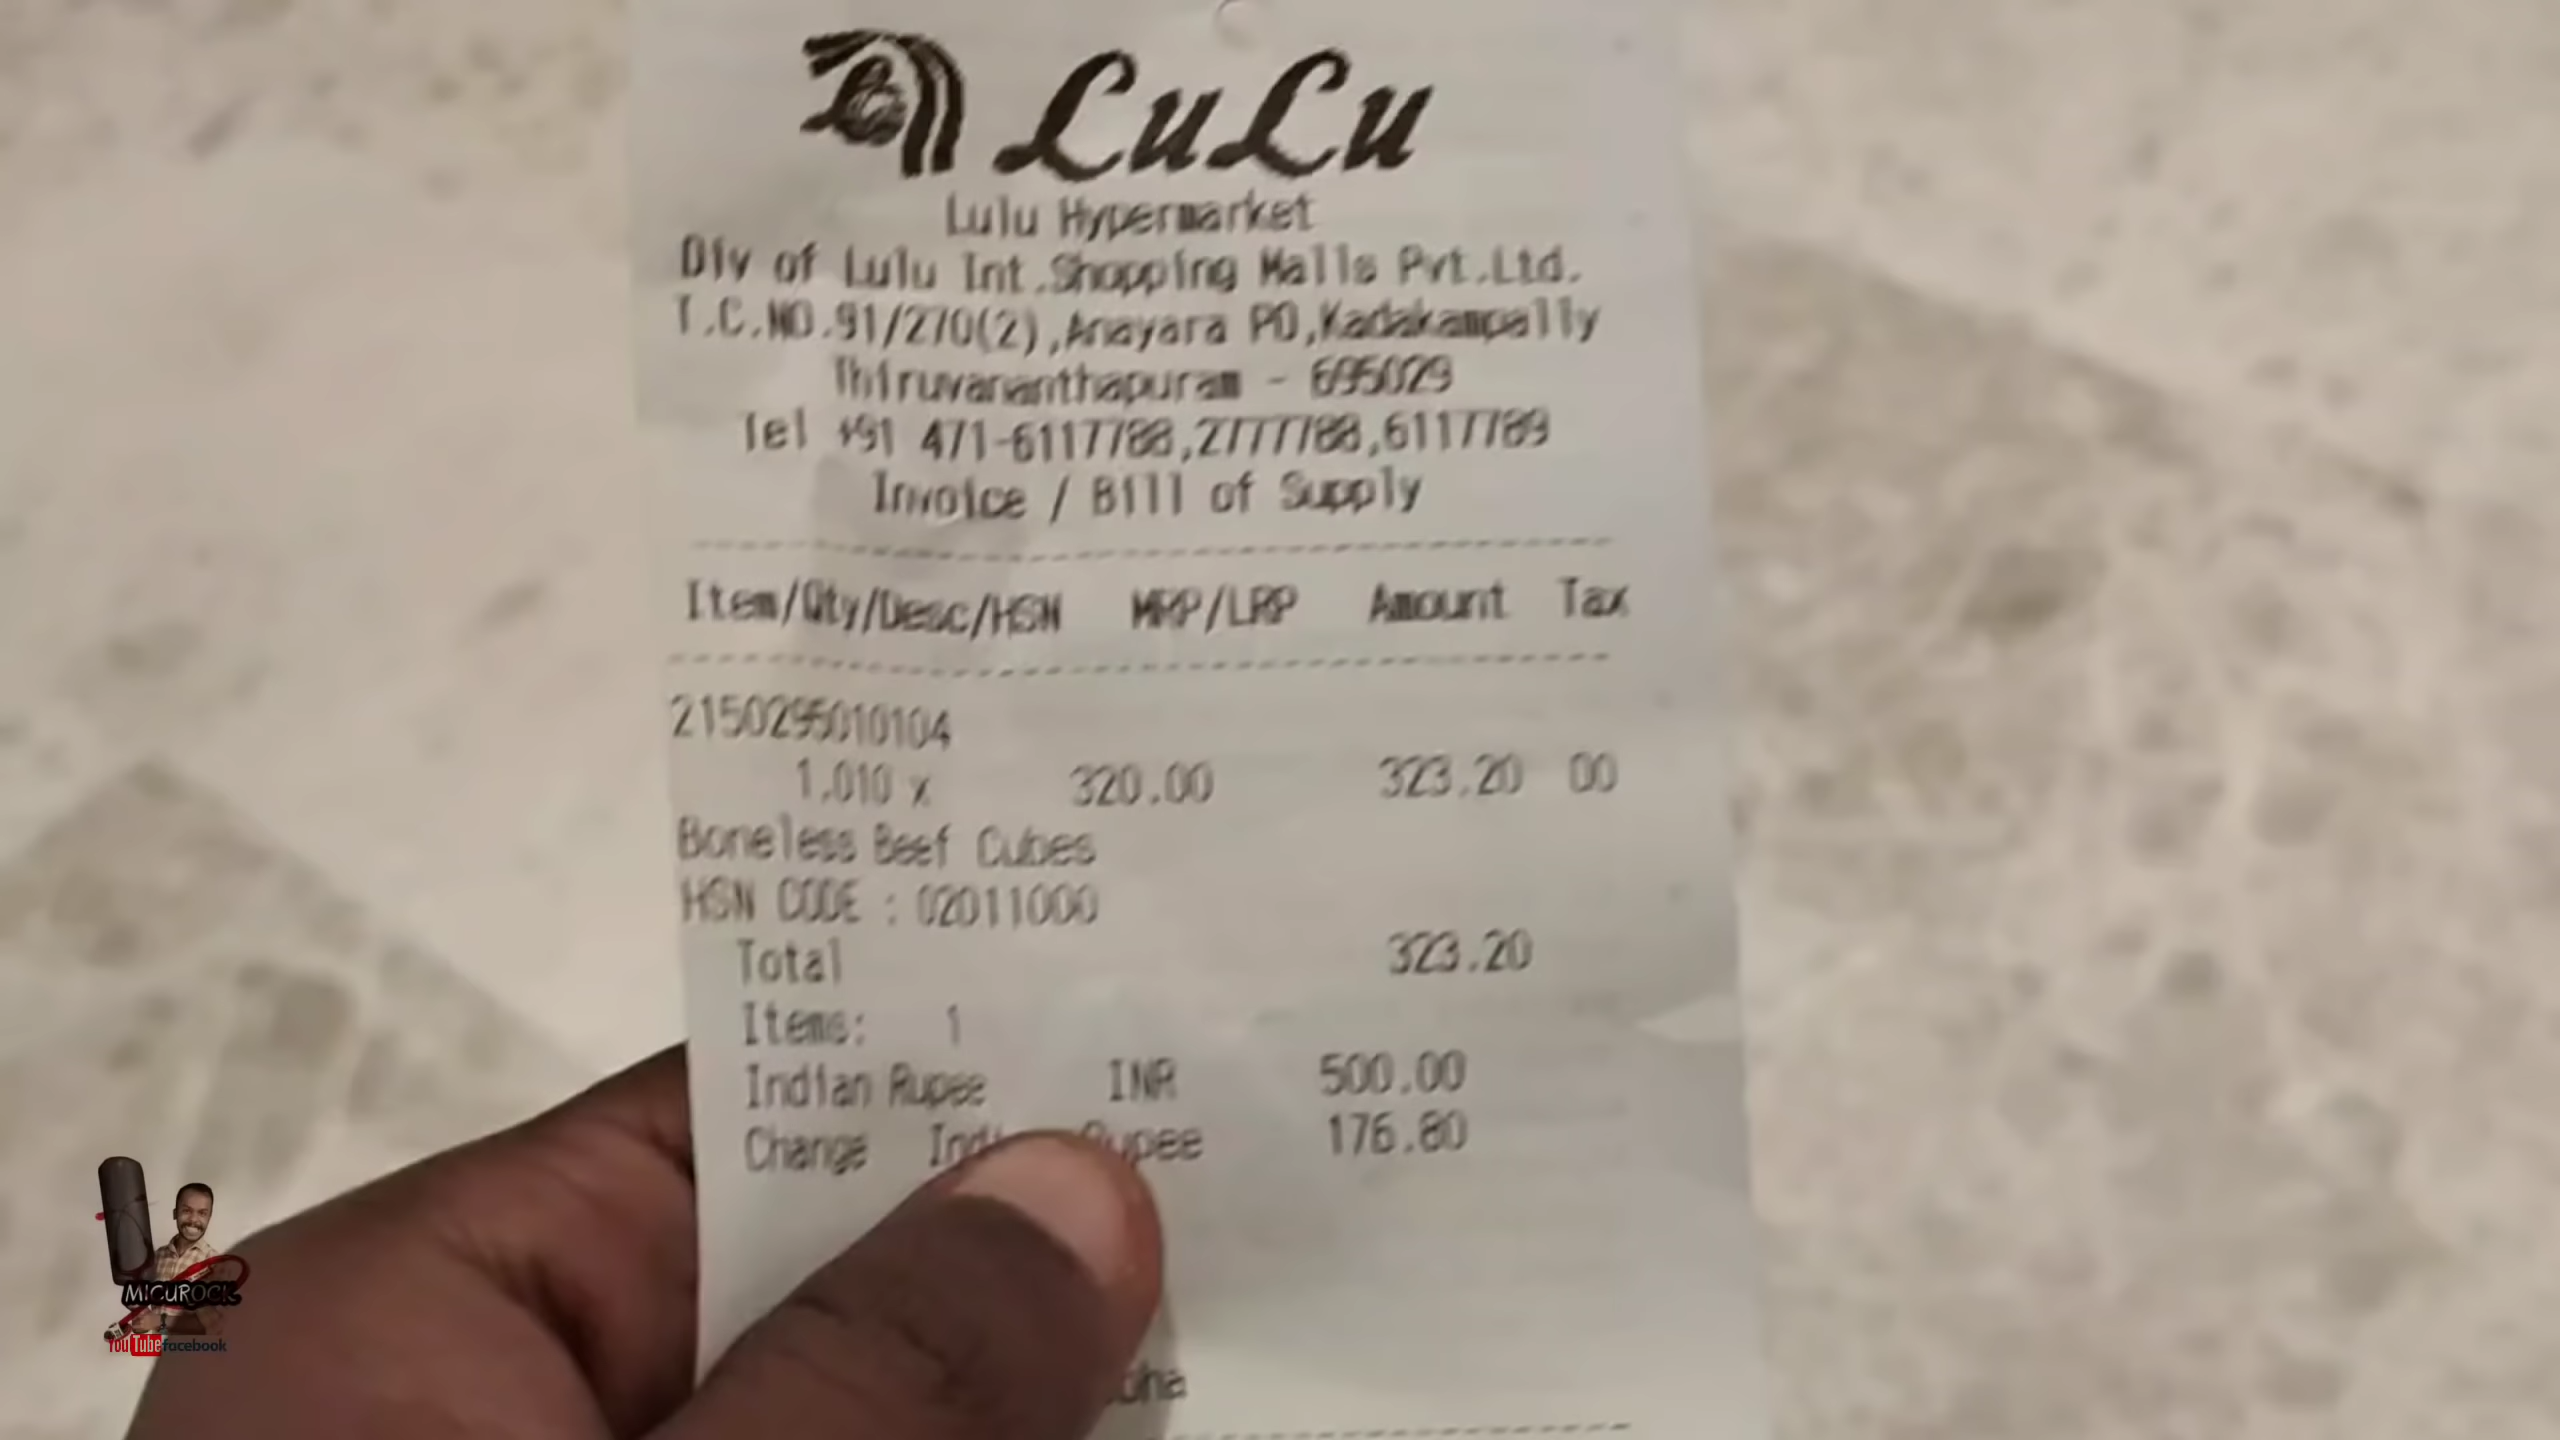 LuLu
Lulu Hypermarket
Div of Lulu Int.Shopping Malls Pvt.Ltd.
T.C.NO.91/270(2),Anayara PO,Kadakampally
Thiruvananthapuram - 695029
Tel +91 471-6117788,2777788,6117789
Invoice / Bill of Supply
Item/Qty/Desc/HSN MRP/LRP Amount Tax
2150295010104
1.010 x 320.00 323.20 00
Boneless Beef Cubes
HSN CODE : 02011000
Total 323.20
Items: 1
Indian Rupee INR 500.00
Change Rupee 176.80
MICUROCK
YouTube facebook